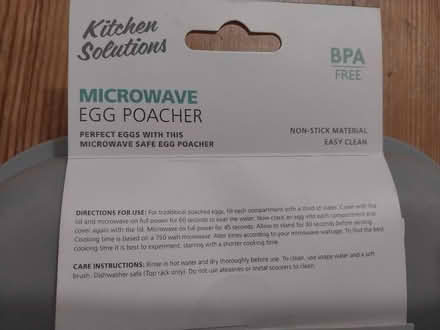 Kitchen
Solutions
BPA
FREE
MICROWAVE
EGG POACHER
PERFECT EGGS WITH THIS
MICROWAVE SAFE EGG POACHER
NON-STICK MATERIAL
EASY CLEAN
DIRECTIONS FOR USE: For traditional poached eggs, fill each compartment with a third of water. Cover with the
lid and microwave on full power for 60 seconds to heat the water. Now crack an egg into each compartment and
cover again with the lid. Microwave on full power for 45 seconds. Allow to stand for 60 seconds before serving.
Cooking time is based on a 750 watt microwave. Alter times according to your microwave wattage. To find the best
cooking time it is best to experiment, starting with a shorter cooking time.
CARE INSTRUCTIONS: Rinse in hot water and dry thoroughly before use. To clean, use soapy water and a soft
brush. Dishwasher safe (Top rack only). Do not use abrasives or metal scourers to clean.